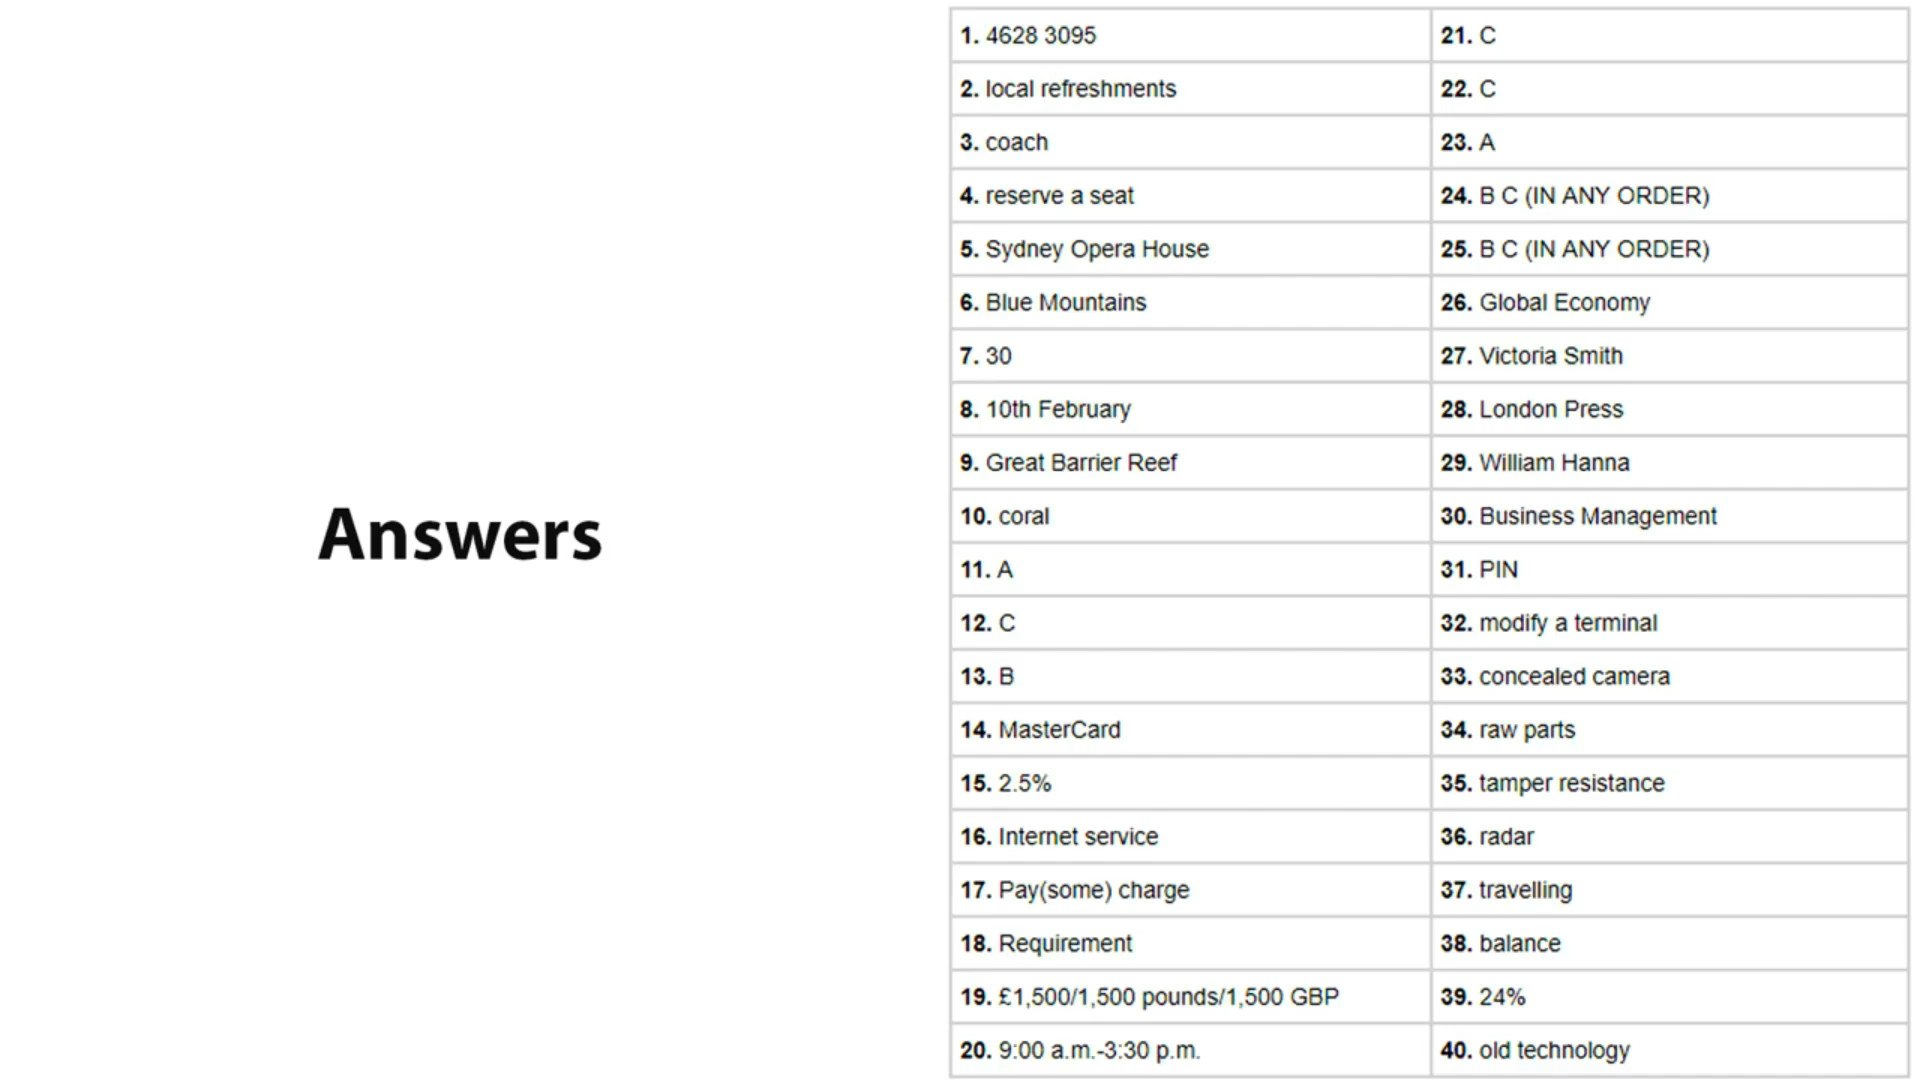 Answers
1. 4628 3095
2. local refreshments
3. coach
4. reserve a seat
5. Sydney Opera House
6. Blue Mountains
7. 30
8. 10th February
9. Great Barrier Reef
10. coral
11. A
12. C
13. B
14. MasterCard
15. 2.5%
16. Internet service
17. Pay(some) charge
18. Requirement
19. £1,500/1,500 pounds/1,500 GBP
20. 9:00 a.m.-3:30 p.m.
21. C
22. C
23. A
24. B C (IN ANY ORDER)
25. B C (IN ANY ORDER)
26. Global Economy
27. Victoria Smith
28. London Press
29. William Hanna
30. Business Management
31. PIN
32. modify a terminal
33. concealed camera
34. raw parts
35. tamper resistance
36. radar
37. travelling
38. balance
39. 24%
40. old technology